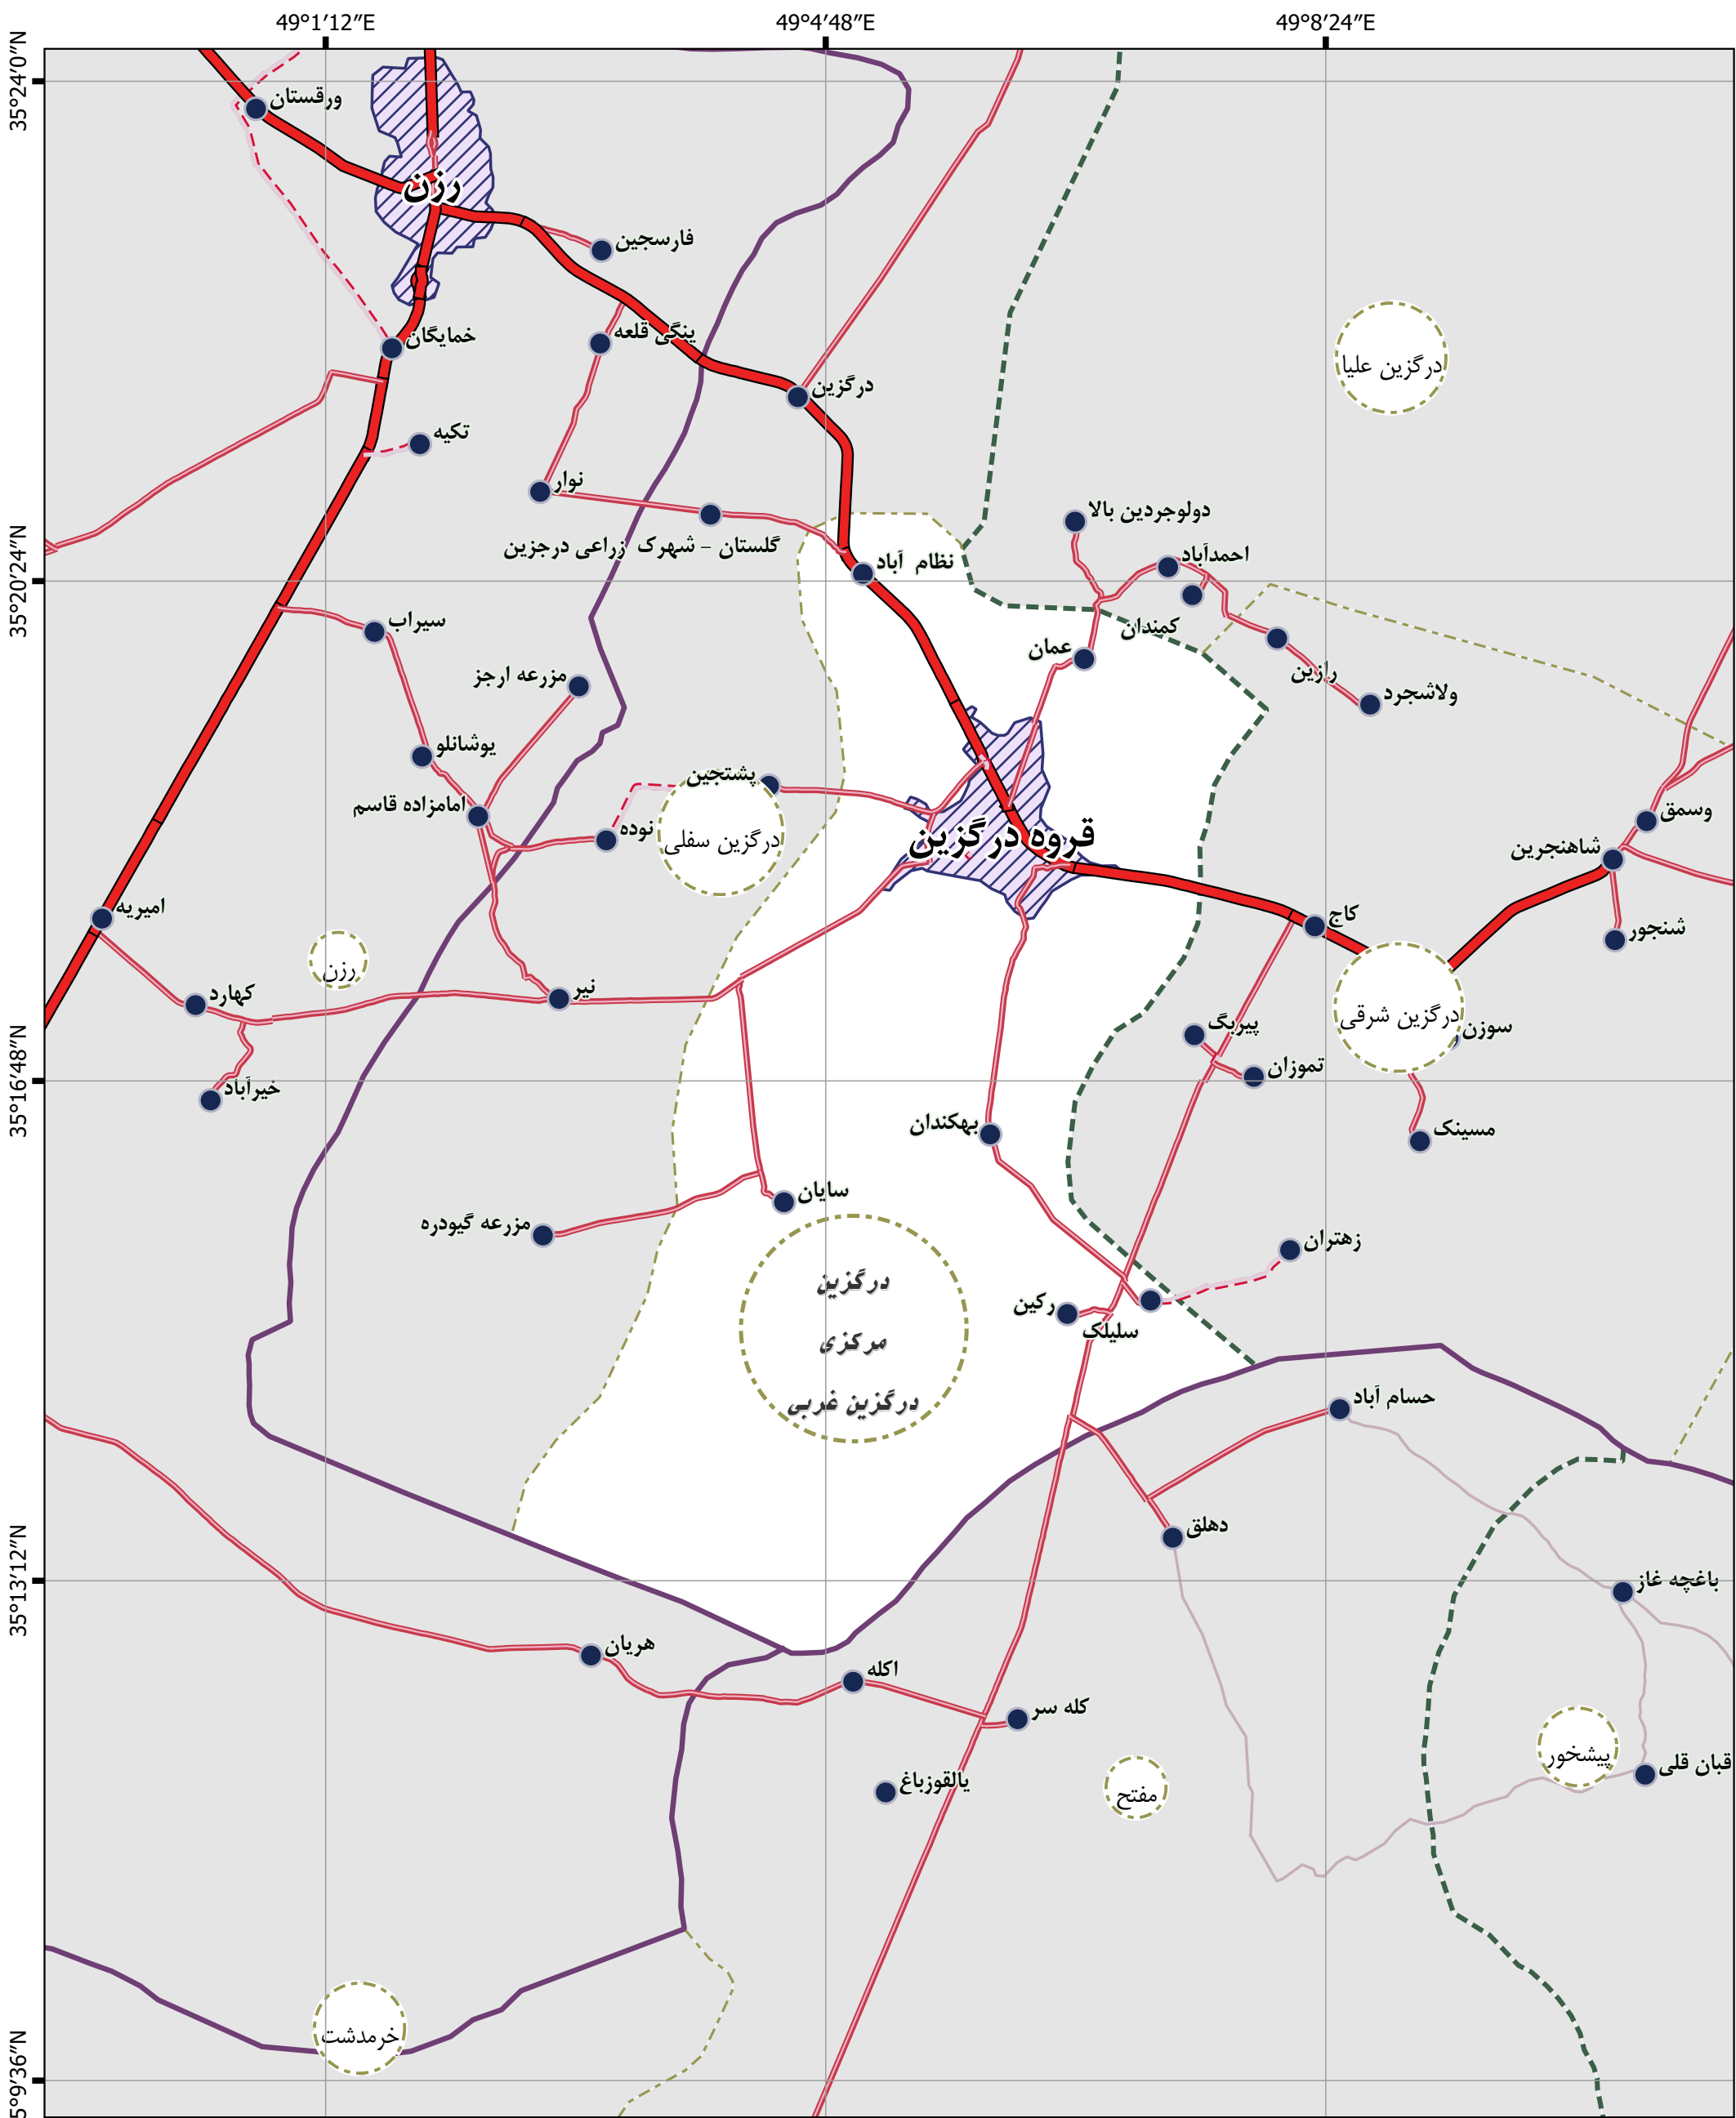 49°1'12"E
49°4'48"E
49°8'24"E
35°24'0"N
35°20'24"N
35°16'48"N
35°13'12"N
5°9'36"N
ورقستان
رزن
فارسجین
درگزین علیا
خمایگان
ینگی قلعه
درگزین
تکیه
نوار
دولوجردین بالا
گلستان - شهرک زراعی درجزین
نظام آباد
احمدآباد
سیراب
کمندان
عمان
مزرعه ارجز
رازین
ولاشجرد
یوشانلو
پشتجین
امامزاده قاسم
وسمق
نوده
درگزین سفلی
قروه درگزین
شاهنجرین
امیریه
کاج
شنجور
رزن
کهارد
نیر
درگزین شرقی
سوزن
پیربگ
تموزان
خیرآباد
بهکندان
مسینک
سایان
مزرعه گیودره
زهتران
درگزین
مرکزی
درگزین غربی
رکین
سلیلک
حسام آباد
دهلق
باغچه غاز
هریان
اکله
کله سر
پیشخور
قبان قلی
یالقوزباغ
مفتح
خرمدشت